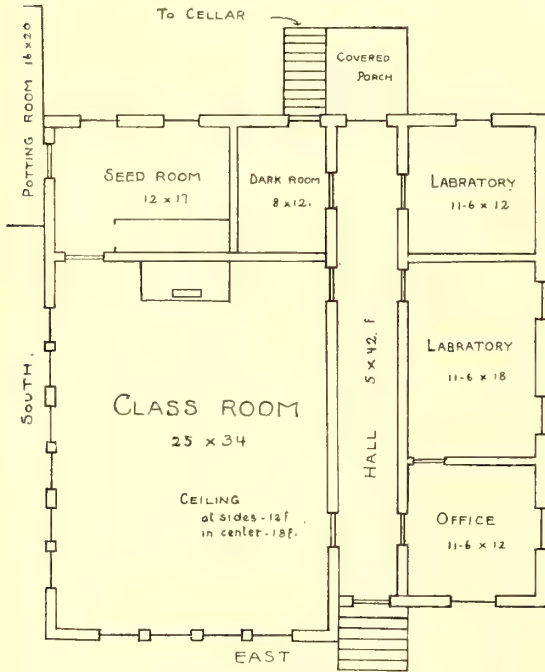 To CELLAR
COVERED
PORCH
POTTING ROOM 16x20
SEED ROOM
12 x 17
DARK ROOM
8 x 12.
LABRATORY
11-6 x 12
SOUTH.
CLASS ROOM
25 x 34
CEILING
at sides-12f
in center-18f.
HALL 5 x 42. f
LABRATORY
11-6 x 18
OFFICE
11-6 x 12
EAST